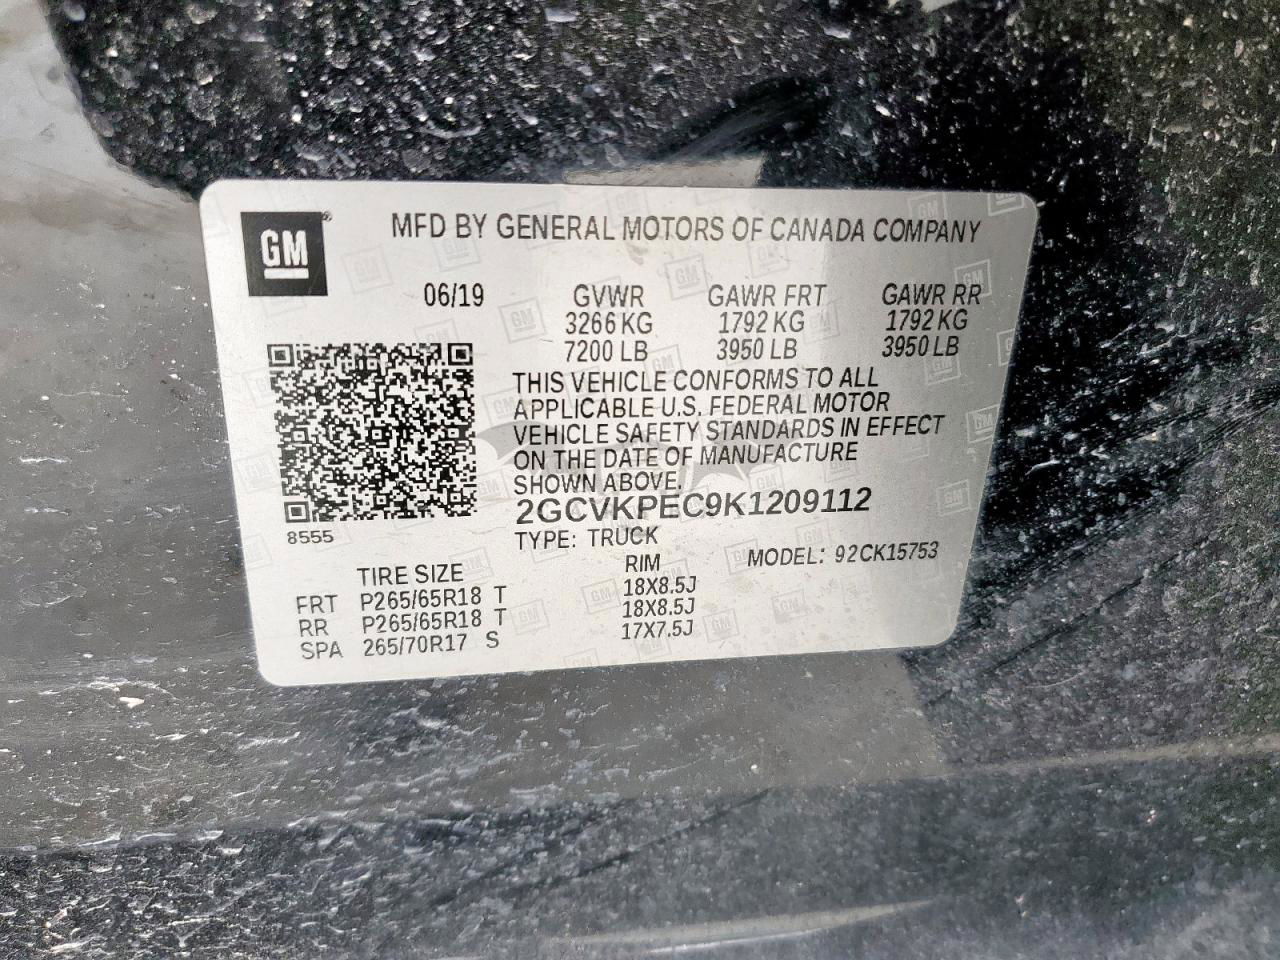 GM
MFD BY GENERAL MOTORS OF CANADA COMPANY
06/19 GVWR GAWR FRT GAWR RR
3266 KG 1792 KG 1792 KG
7200 LB 3950 LB 3950 LB
THIS VEHICLE CONFORMS TO ALL
APPLICABLE U.S. FEDERAL MOTOR
VEHICLE SAFETY STANDARDS IN EFFECT
ON THE DATE OF MANUFACTURE
SHOWN ABOVE.
2GCVKPEC9K1209112
8555
TYPE: TRUCK
MODEL: 92CK15753
TIRE SIZE RIM
FRT P265/65R18 T 18X8.5J
RR P265/65R18 T 18X8.5J
SPA 265/70R17 S 17X7.5J